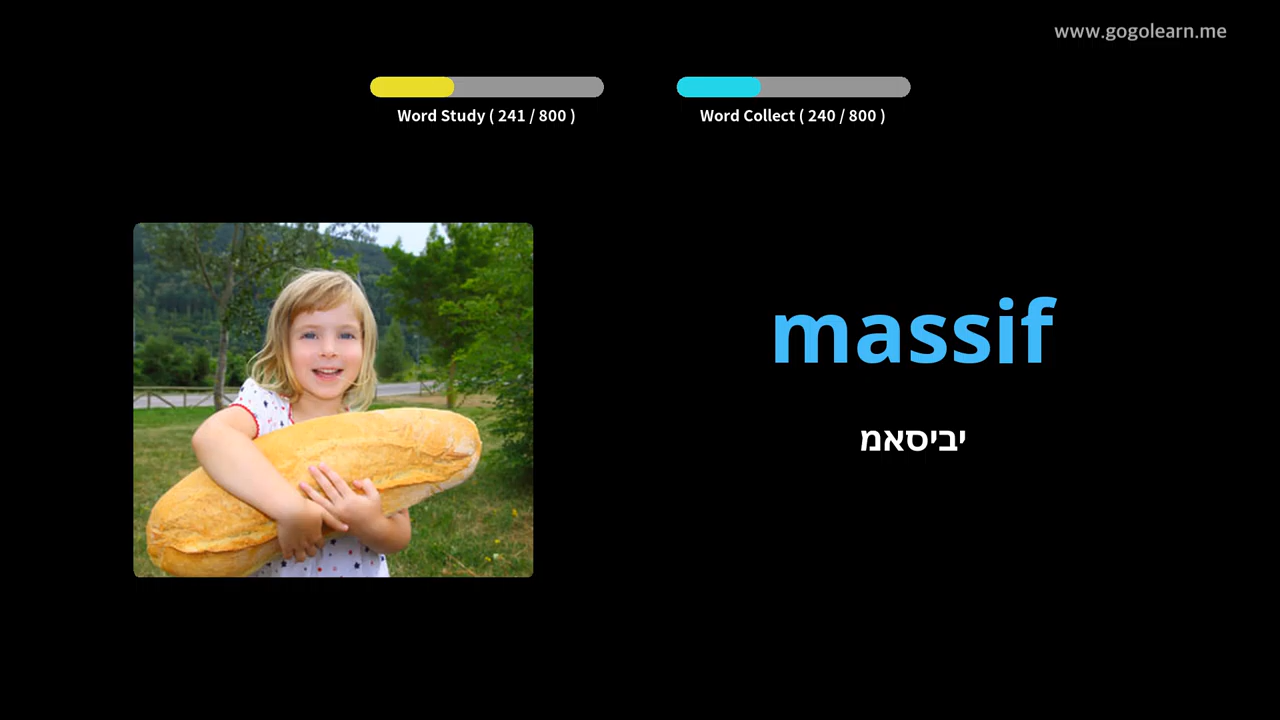 www.gogolearn.me
Word Study ( 241 / 800 )
Word Collect ( 240 / 800 )
massif
יביסאמ